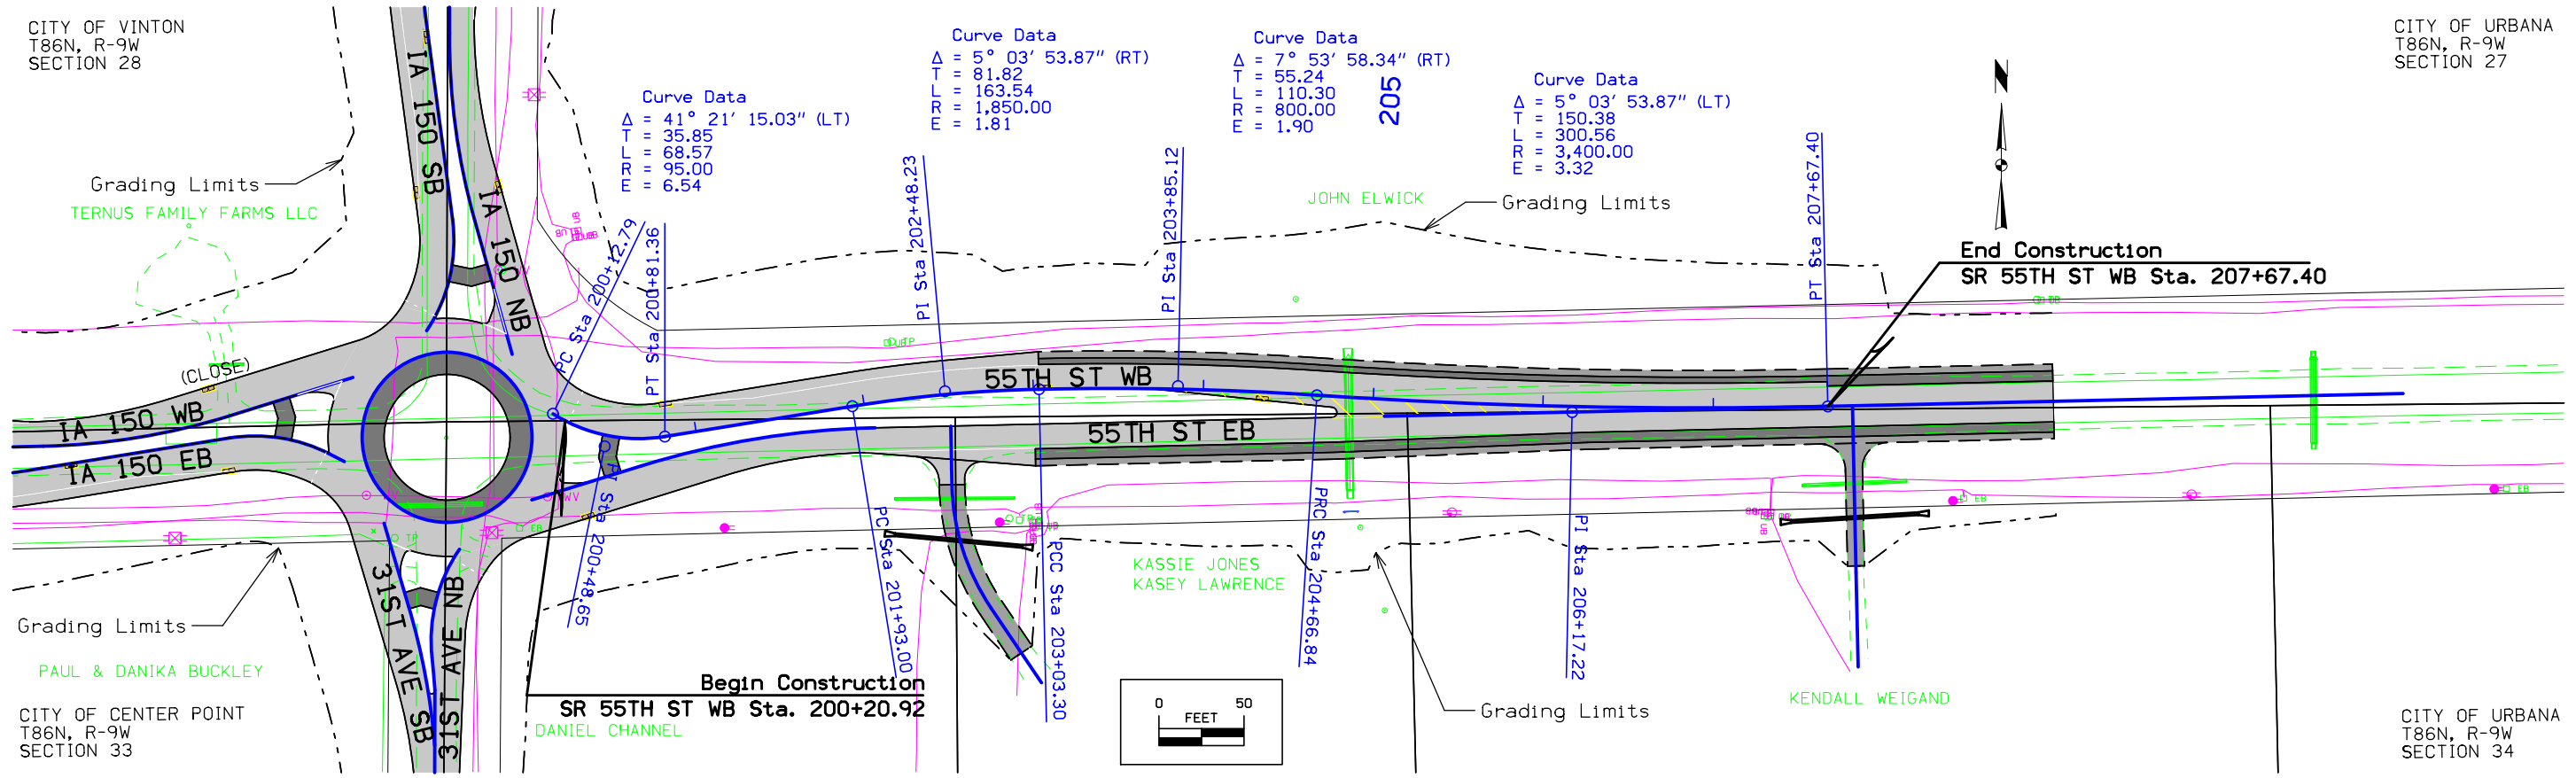 CITY OF VINTON
T86N, R-9W
SECTION 28
CITY OF URBANA
T86N, R-9W
SECTION 27
Curve Data
Δ = 41° 21' 15.03" (LT)
T = 35.85
L = 68.57
R = 95.00
E = 6.54
Curve Data
Δ = 5° 03' 53.87" (RT)
T = 81.82
L = 163.54
R = 1,850.00
E = 1.81
Curve Data
Δ = 7° 53' 58.34" (RT)
T = 55.24
L = 110.30
R = 800.00
E = 1.90
205
Curve Data
Δ = 5° 03' 53.87" (LT)
T = 150.38
L = 300.56
R = 3,400.00
E = 3.32
N
IA 150 SB
IA 150 NB
Grading Limits
TERNUS FAMILY FARMS LLC
JOHN ELWICK
Grading Limits
End Construction
SR 55TH ST WB Sta. 207+67.40
PC Sta 200+12.79
PT Sta 200+81.36
PI Sta 202+48.23
PI Sta 203+85.12
PT Sta 207+67.40
(CLOSE)
IA 150 WB
IA 150 EB
55TH ST WB
55TH ST EB
PI Sta 200+48.65
PC Sta 201+93.00
PCC Sta 203+03.30
PRC Sta 204+66.84
PI Sta 206+17.22
TP
EB
EB
EB
31ST AVE SB
31ST AVE NB
KASSIE JONES
KASEY LAWRENCE
Grading Limits
PAUL & DANIKA BUCKLEY
Begin Construction
SR 55TH ST WB Sta. 200+20.92
DANIEL CHANNEL
0 50
FEET
Grading Limits
KENDALL WEIGAND
CITY OF CENTER POINT
T86N, R-9W
SECTION 33
CITY OF URBANA
T86N, R-9W
SECTION 34